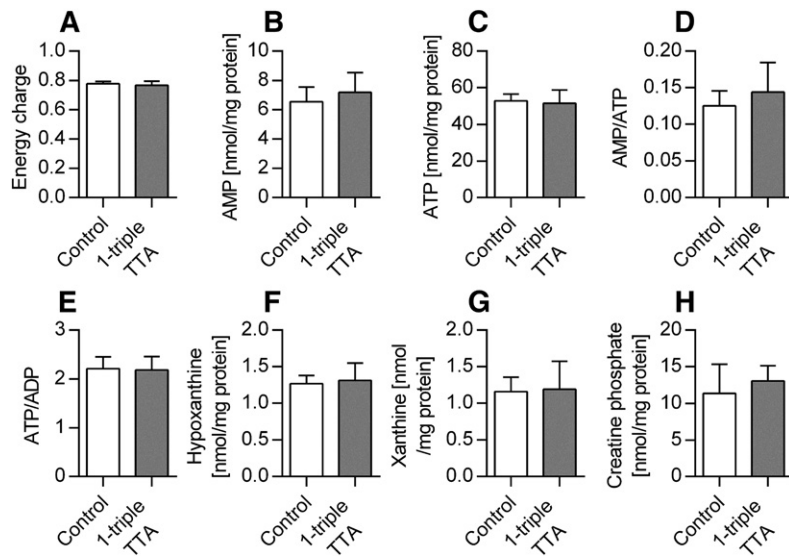 A
Energy charge
1.0
0.8
0.6
0.4
0.2
0.0
Control
1-triple
TTA
B
AMP [nmol/mg protein]
10
8
6
4
2
0
Control
1-triple
TTA
C
ATP [nmol/mg protein]
80
60
40
20
0
Control
1-triple
TTA
D
AMP/ATP
0.20
0.15
0.10
0.05
0.00
Control
1-triple
TTA
E
ATP/ADP
3
2
1
0
Control
1-triple
TTA
F
Hypoxanthine
[nmol/mg protein]
2.0
1.5
1.0
0.5
0.0
Control
1-triple
TTA
G
Xanthine [nmol
/mg protein]
2.0
1.5
1.0
0.5
0.0
Control
1-triple
TTA
H
Creatine phosphate
[nmol/mg protein]
20
15
10
5
0
Control
1-triple
TTA